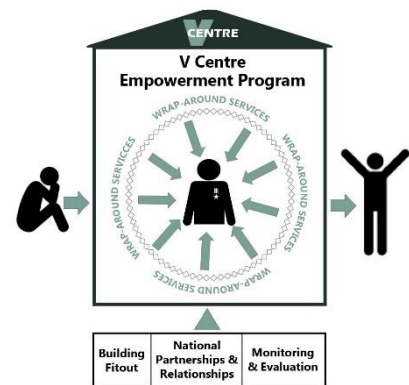 V CENTRE
V Centre
Empowerment Program
WRAP-AROUND SERVICES
WRAP-AROUND SERVICCES
WRAP-AROUND SERVICES
WRAP-AROUND SERVICES
WRAP-AROUND SERVICES
Building
Fitout
National
Partnerships &
Relationships
Monitoring
& Evaluation